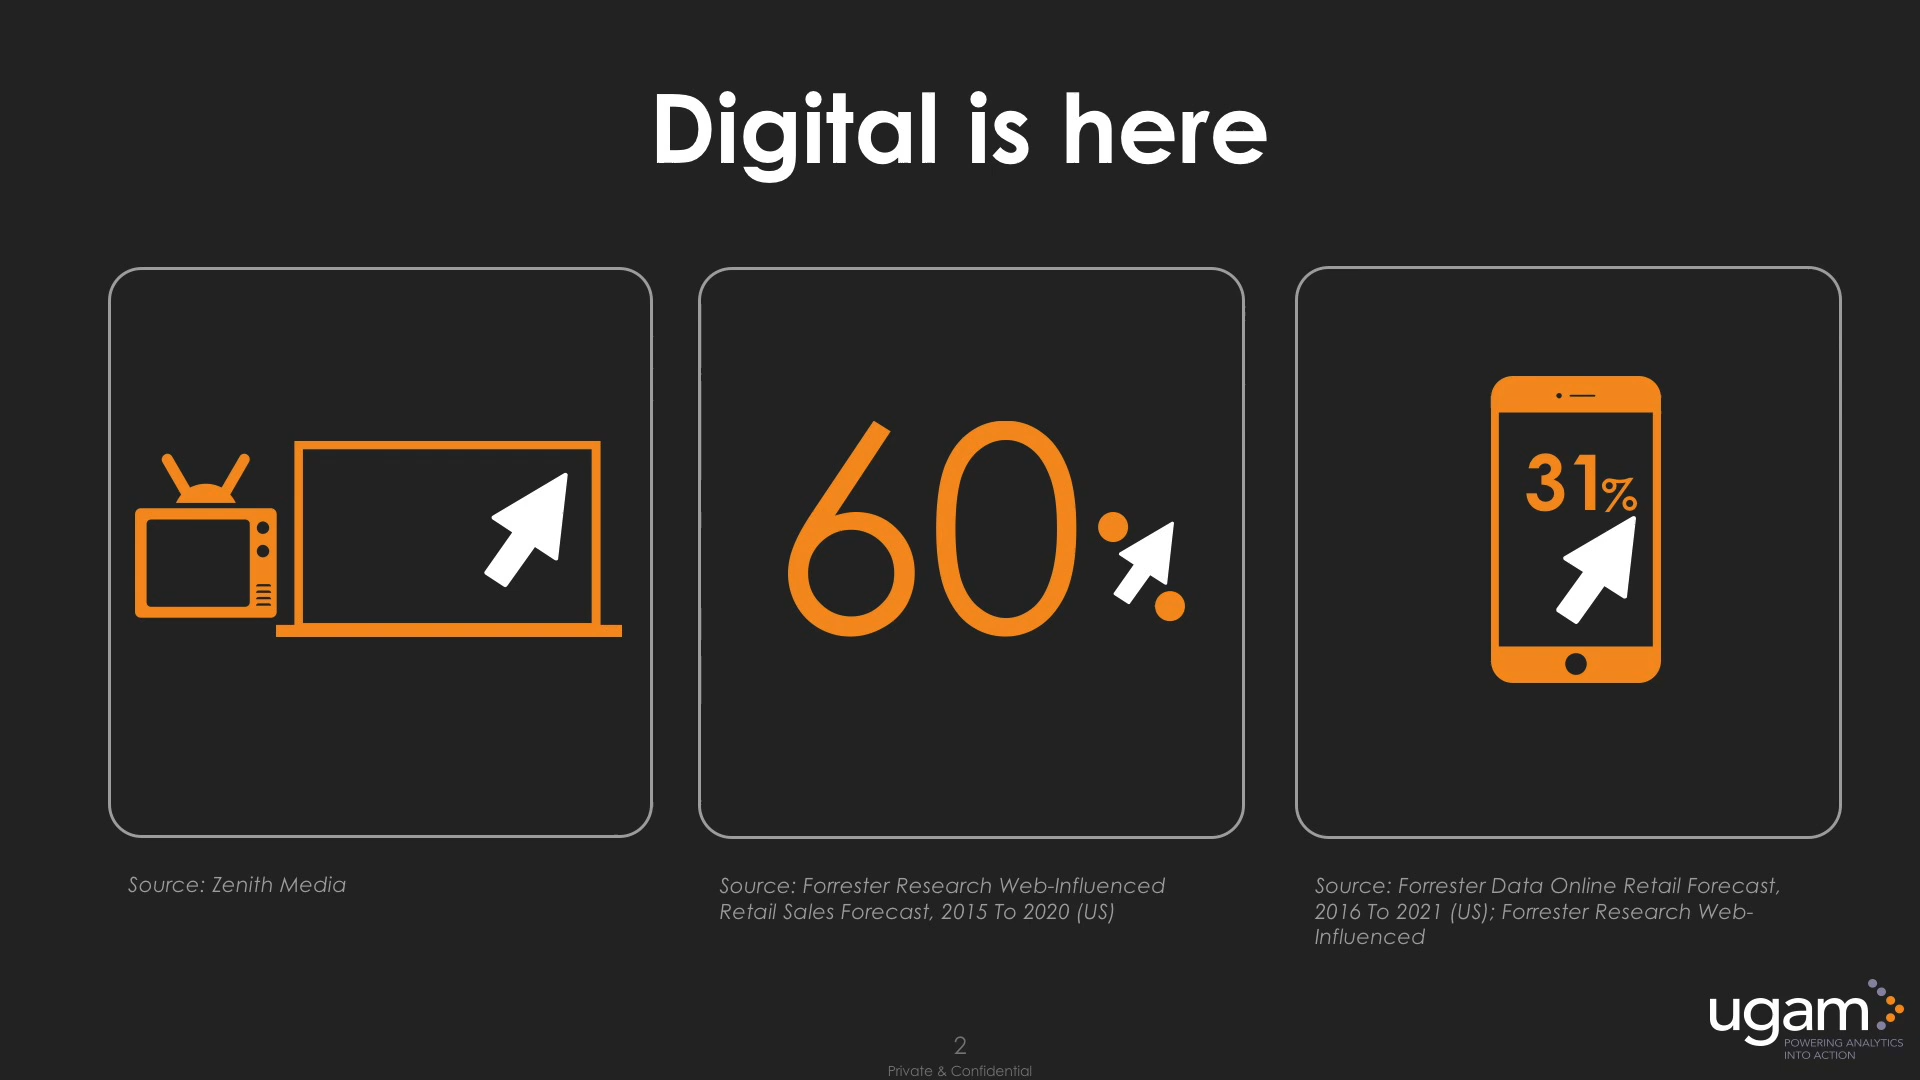 Digital is here
60%
31%
Source: Zenith Media
Source: Forrester Research Web-Influenced
Retail Sales Forecast, 2015 To 2020 (US)
Source: Forrester Data Online Retail Forecast,
2016 To 2021 (US); Forrester Research Web-
Influenced
ugam
POWERING ANALYTICS
INTO ACTION
2
Private & Confidential